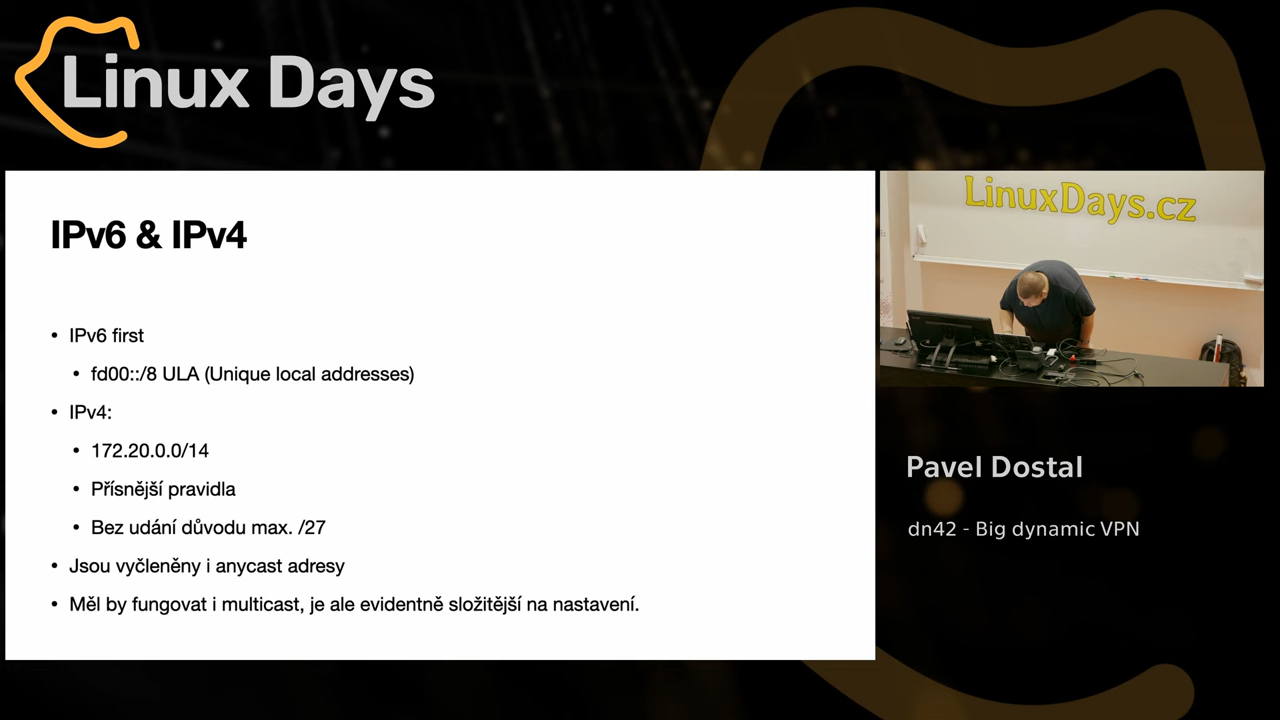 Linux Days
IPv6 & IPv4
• IPv6 first
• fd00::/8 ULA (Unique local addresses)
• IPv4:
• 172.20.0.0/14
• Přísnější pravidla
• Bez udání důvodu max. /27
• Jsou vyčleněny i anycast adresy
• Měl by fungovat i multicast, je ale evidentně složitější na nastavení.
LinuxDays.cz
Pavel Dostal
dn42 - Big dynamic VPN